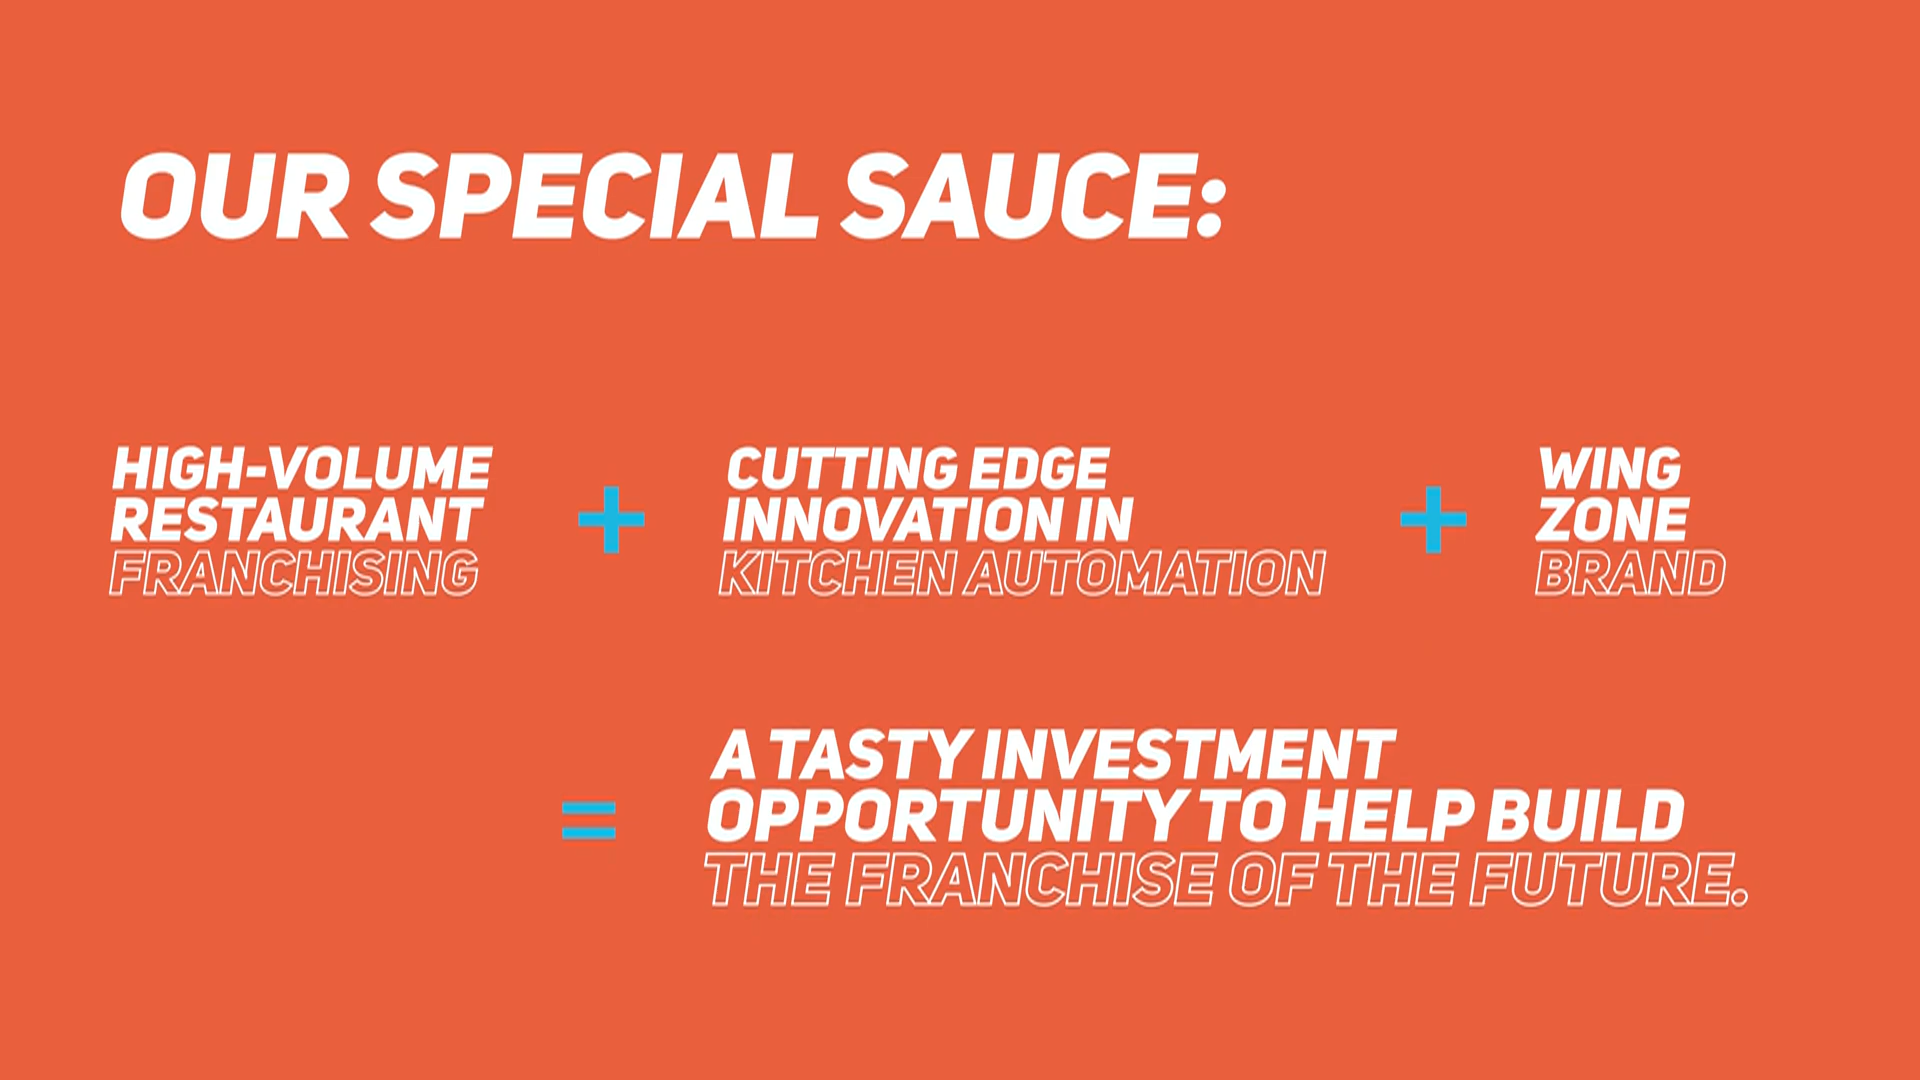 OUR SPECIAL SAUCE:
HIGH-VOLUME
RESTAURANT
FRANCHISING
+
CUTTING EDGE
INNOVATION IN
KITCHEN AUTOMATION
+
WING
ZONE
BRAND
=
A TASTY INVESTMENT
OPPORTUNITY TO HELP BUILD
THE FRANCHISE OF THE FUTURE.